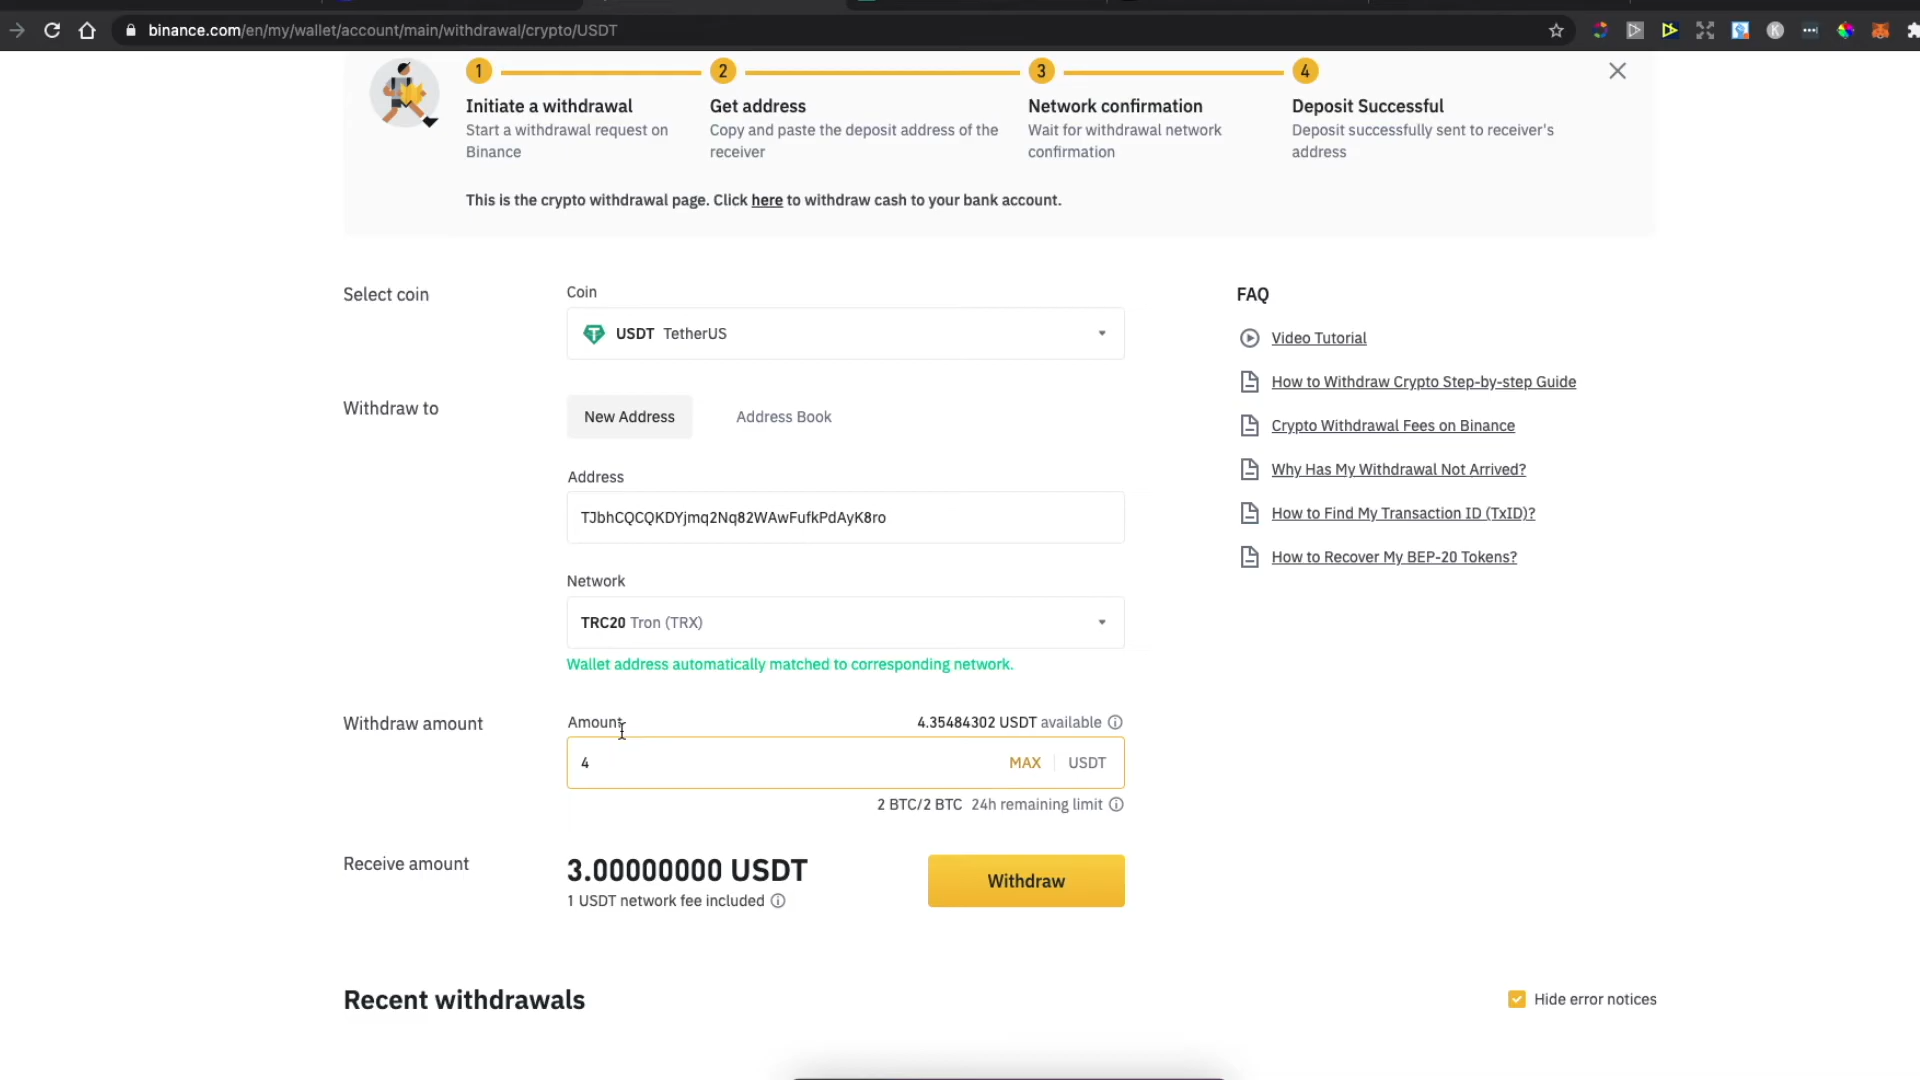 binance.com/en/my/wallet/account/main/withdrawal/crypto/USDT
1
2
3
4
Initiate a withdrawal
Start a withdrawal request on
Binance
Get address
Copy and paste the deposit address of the
receiver
Network confirmation
Wait for withdrawal network
confirmation
Deposit Successful
Deposit successfully sent to receiver's
address
This is the crypto withdrawal page. Click here to withdraw cash to your bank account.
Select coin
Coin
USDT TetherUS
Withdraw to
New Address
Address Book
Address
TJbhCQCQKDYjmq2Nq82WAwFufkPdAyK8ro
Network
TRC20 Tron (TRX)
Wallet address automatically matched to corresponding network.
Withdraw amount
Amount
4.35484302 USDT available
4
MAX
USDT
2 BTC/2 BTC 24h remaining limit
Receive amount
3.00000000 USDT
1 USDT network fee included
Withdraw
FAQ
Video Tutorial
How to Withdraw Crypto Step-by-step Guide
Crypto Withdrawal Fees on Binance
Why Has My Withdrawal Not Arrived?
How to Find My Transaction ID (TxID)?
How to Recover My BEP-20 Tokens?
Recent withdrawals
Hide error notices